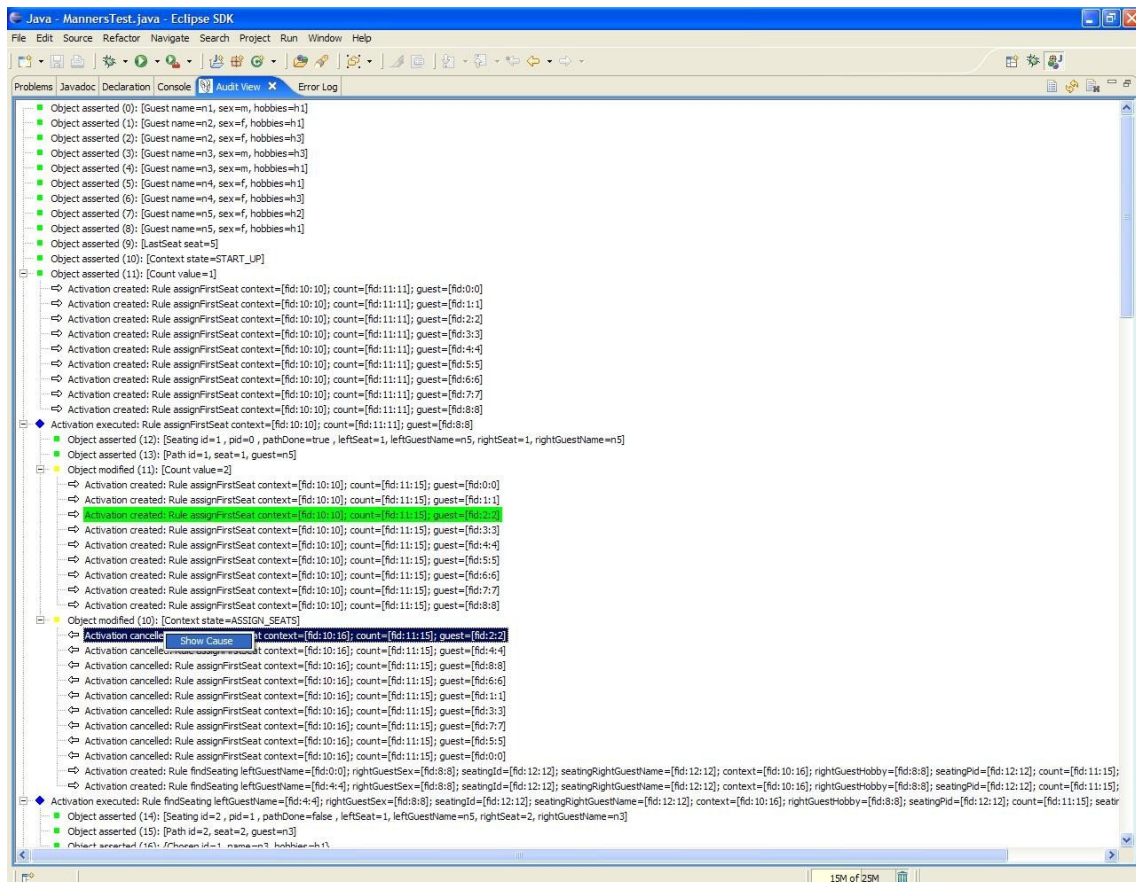 Java - MannersTest.java - Eclipse SDK
File Edit Source Refactor Navigate Search Project Run Window Help
Problems Javadoc Declaration Console Audit View Error Log
Object asserted (0): [Guest name=n1, sex=m, hobbies=h1]
Object asserted (1): [Guest name=n2, sex=f, hobbies=h1]
Object asserted (2): [Guest name=n2, sex=f, hobbies=h3]
Object asserted (3): [Guest name=n3, sex=m, hobbies=h3]
Object asserted (4): [Guest name=n3, sex=m, hobbies=h1]
Object asserted (5): [Guest name=n4, sex=f, hobbies=h1]
Object asserted (6): [Guest name=n4, sex=f, hobbies=h3]
Object asserted (7): [Guest name=n5, sex=f, hobbies=h2]
Object asserted (8): [Guest name=n5, sex=f, hobbies=h1]
Object asserted (9): [LastSeat seat=5]
Object asserted (10): [Context state=START_UP]
Object asserted (11): [Count value=1]
Activation created: Rule assignFirstSeat context=[fid:10:10]; count=[fid:11:11]; guest=[fid:0:0]
Activation created: Rule assignFirstSeat context=[fid:10:10]; count=[fid:11:11]; guest=[fid:1:1]
Activation created: Rule assignFirstSeat context=[fid:10:10]; count=[fid:11:11]; guest=[fid:2:2]
Activation created: Rule assignFirstSeat context=[fid:10:10]; count=[fid:11:11]; guest=[fid:3:3]
Activation created: Rule assignFirstSeat context=[fid:10:10]; count=[fid:11:11]; guest=[fid:4:4]
Activation created: Rule assignFirstSeat context=[fid:10:10]; count=[fid:11:11]; guest=[fid:5:5]
Activation created: Rule assignFirstSeat context=[fid:10:10]; count=[fid:11:11]; guest=[fid:6:6]
Activation created: Rule assignFirstSeat context=[fid:10:10]; count=[fid:11:11]; guest=[fid:7:7]
Activation created: Rule assignFirstSeat context=[fid:10:10]; count=[fid:11:11]; guest=[fid:8:8]
Activation executed: Rule assignFirstSeat context=[fid:10:10]; count=[fid:11:11]; guest=[fid:8:8]
Object asserted (12): [Seating id=1 , pid=0 , pathDone=true , leftSeat=1, leftGuestName=n5, rightSeat=1, rightGuestName=n5]
Object asserted (13): [Path id=1, seat=1, guest=n5]
Object modified (11): [Count value=2]
Activation created: Rule assignFirstSeat context=[fid:10:10]; count=[fid:11:15]; guest=[fid:0:0]
Activation created: Rule assignFirstSeat context=[fid:10:10]; count=[fid:11:15]; guest=[fid:1:1]
Activation created: Rule assignFirstSeat context=[fid:10:10]; count=[fid:11:15]; guest=[fid:2:2]
Activation created: Rule assignFirstSeat context=[fid:10:10]; count=[fid:11:15]; guest=[fid:3:3]
Activation created: Rule assignFirstSeat context=[fid:10:10]; count=[fid:11:15]; guest=[fid:4:4]
Activation created: Rule assignFirstSeat context=[fid:10:10]; count=[fid:11:15]; guest=[fid:5:5]
Activation created: Rule assignFirstSeat context=[fid:10:10]; count=[fid:11:15]; guest=[fid:6:6]
Activation created: Rule assignFirstSeat context=[fid:10:10]; count=[fid:11:15]; guest=[fid:7:7]
Activation created: Rule assignFirstSeat context=[fid:10:10]; count=[fid:11:15]; guest=[fid:8:8]
Object modified (10): [Context state=ASSIGN_SEATS]
Activation cancelle Show Cause at context=[fid:10:16]; count=[fid:11:15]; guest=[fid:2:2]
Activation cancelled: Rule assignFirstSeat context=[fid:10:16]; count=[fid:11:15]; guest=[fid:4:4]
Activation cancelled: Rule assignFirstSeat context=[fid:10:16]; count=[fid:11:15]; guest=[fid:8:8]
Activation cancelled: Rule assignFirstSeat context=[fid:10:16]; count=[fid:11:15]; guest=[fid:6:6]
Activation cancelled: Rule assignFirstSeat context=[fid:10:16]; count=[fid:11:15]; guest=[fid:1:1]
Activation cancelled: Rule assignFirstSeat context=[fid:10:16]; count=[fid:11:15]; guest=[fid:3:3]
Activation cancelled: Rule assignFirstSeat context=[fid:10:16]; count=[fid:11:15]; guest=[fid:7:7]
Activation cancelled: Rule assignFirstSeat context=[fid:10:16]; count=[fid:11:15]; guest=[fid:5:5]
Activation cancelled: Rule assignFirstSeat context=[fid:10:16]; count=[fid:11:15]; guest=[fid:0:0]
Activation created: Rule findSeating leftGuestName=[fid:0:0]; rightGuestSex=[fid:8:8]; seatingId=[fid:12:12]; seatingRightGuestName=[fid:12:12]; context=[fid:10:16]; rightGuestHobby=[fid:8:8]; seatingPid=[fid:12:12]; count=[fid:11:15];
Activation created: Rule findSeating leftGuestName=[fid:4:4]; rightGuestSex=[fid:8:8]; seatingId=[fid:12:12]; seatingRightGuestName=[fid:12:12]; context=[fid:10:16]; rightGuestHobby=[fid:8:8]; seatingPid=[fid:12:12]; count=[fid:11:15];
Activation executed: Rule findSeating leftGuestName=[fid:4:4]; rightGuestSex=[fid:8:8]; seatingId=[fid:12:12]; seatingRightGuestName=[fid:12:12]; context=[fid:10:16]; rightGuestHobby=[fid:8:8]; seatingPid=[fid:12:12]; count=[fid:11:15]; seatir
Object asserted (14): [Seating id=2 , pid=1 , pathDone=false , leftSeat=1, leftGuestName=n5, rightSeat=2, rightGuestName=n3]
Object asserted (15): [Path id=2, seat=2, guest=n3]
Object asserted (16): {Chosen id=1, name=n3, hobbies=h1}
15M of 25M